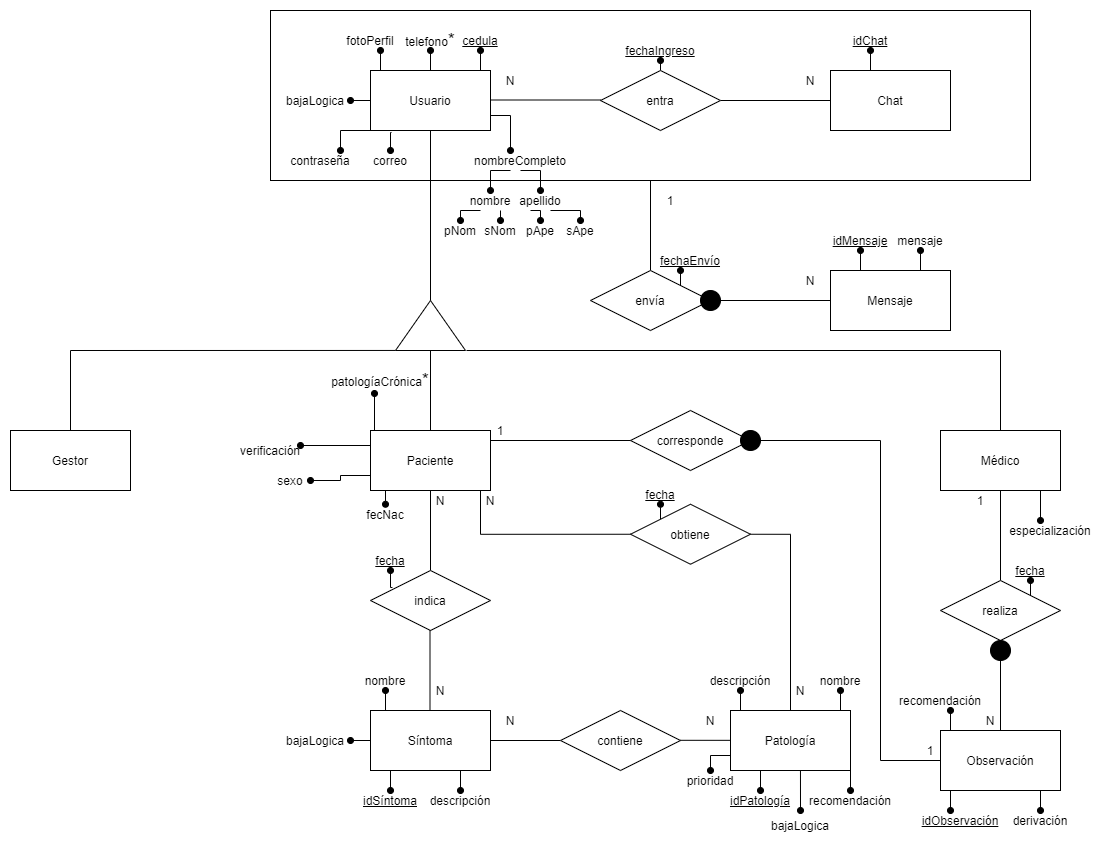 fotoPerfil telefono* cedula
fechaIngreso
idChat
N
N
bajaLogica
Usuario
entra
Chat
contraseña correo nombreCompleto
nombre apellido
1
pNom sNom pApe sApe
idMensaje mensaje
fechaEnvío
N
envía
Mensaje
patologíaCrónica*
1
verificación
Gestor
Paciente
corresponde
Médico
sexo
N
N
fecha
1
fecNac
especialización
obtiene
fecha
fecha
indica
realiza
nombre
N
descripción
N
nombre
recomendación
N
N
N
bajaLogica
Síntoma
contiene
Patología
1
Observación
prioridad
idSíntoma descripción
idPatología recomendación
bajaLogica
idObservación derivación